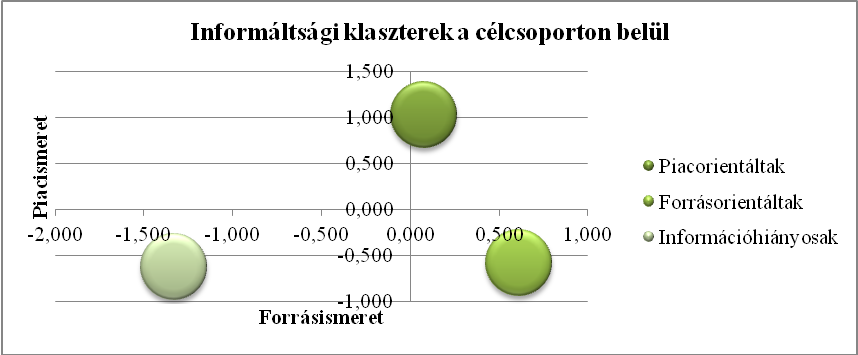 Informáltsági klaszterek a célcsoporton belül
Piacismeret
1,500
1,000
0,500
0,000
-2,000 -1,500 -1,000 -0,500 0,000 0,500 1,000
-0,500
-1,000
Forrásismeret
Piacorientáltak
Forrásorientáltak
Információhiányosak